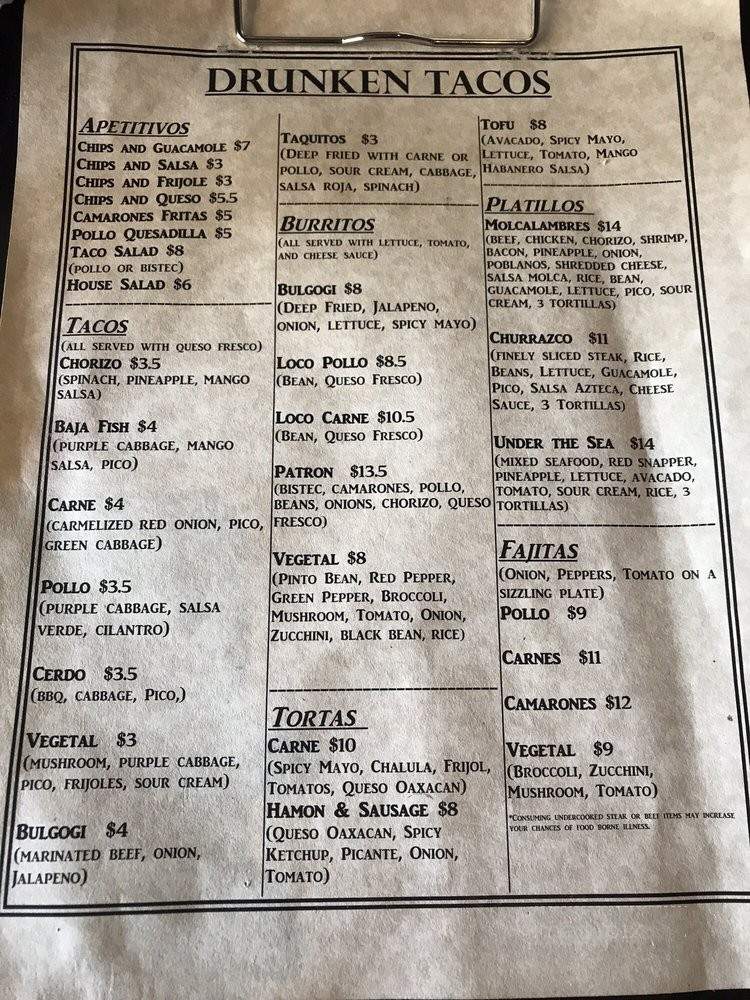 DRUNKEN TACOS
APETITIVOS
CHIPS AND GUACAMOLE $7
CHIPS AND SALSA $3
CHIPS AND FRIJOLE $3
CHIPS AND QUESO $5.5
CAMARONES FRITAS $5
POLLO QUESADILLA $5
TACO SALAD $8
(POLLO OR BISTEC)
HOUSE SALAD $6
TACOS
(ALL SERVED WITH QUESO FRESCO)
CHORIZO $3.5
(SPINACH, PINEAPPLE, MANGO
SALSA)
BAJA FISH $4
(PURPLE CABBAGE, MANGO
SALSA, PICO)
CARNE $4
(CARMELIZED RED ONION, PICO,
GREEN CABBAGE)
POLLO $3.5
(PURPLE CABBAGE, SALSA
VERDE, CILANTRO)
CERDO $3.5
(BBQ, CABBAGE, PICO,)
VEGETAL $3
(MUSHROOM, PURPLE CABBAGE,
PICO, FRIJOLES, SOUR CREAM)
BULGOGI $4
(MARINATED BEEF, ONION,
JALAPENO)
TAQUITOS $3
(DEEP FRIED WITH CARNE OR
POLLO, SOUR CREAM, CABBAGE,
SALSA ROJA, SPINACH)
BURRITOS
(ALL SERVED WITH LETTUCE, TOMATO,
AND CHEESE SAUCE)
BULGOGI $8
(DEEP FRIED, JALAPENO,
ONION, LETTUCE, SPICY MAYO)
LOCO POLLO $8.5
(BEAN, QUESO FRESCO)
LOCO CARNE $10.5
(BEAN, QUESO FRESCO)
PATRON $13.5
(BISTEC, CAMARONES, POLLO,
BEANS, ONIONS, CHORIZO, QUESO
FRESCO)
VEGETAL $8
(PINTO BEAN, RED PEPPER,
GREEN PEPPER, BROCCOLI,
MUSHROOM, TOMATO, ONION,
ZUCCHINI, BLACK BEAN, RICE)
TORTAS
CARNE $10
(SPICY MAYO, CHALULA, FRIJOL,
TOMATOS, QUESO OAXACAN)
HAMON & SAUSAGE $8
(QUESO OAXACAN, SPICY
KETCHUP, PICANTE, ONION,
TOMATO)
TOFU $8
(AVACADO, SPICY MAYO,
LETTUCE, TOMATO, MANGO
HABANERO SALSA)
PLATILLOS
MOLCALAMBRES $14
(BEEF, CHICKEN, CHORIZO, SHRIMP,
BACON, PINEAPPLE, ONION,
POBLANOS, SHREDDED CHEESE,
SALSA MOLCA, RICE, BEAN,
GUACAMOLE, LETTUCE, PICO, SOUR
CREAM, 3 TORTILLAS)
CHURRAZCO $11
(FINELY SLICED STEAK, RICE,
BEANS, LETTUCE, GUACAMOLE,
PICO, SALSA AZTECA, CHEESE
SAUCE, 3 TORTILLAS)
UNDER THE SEA $14
(MIXED SEAFOOD, RED SNAPPER,
PINEAPPLE, LETTUCE, AVACADO,
TOMATO, SOUR CREAM, RICE, 3
TORTILLAS)
FAJITAS
(ONION, PEPPERS, TOMATO ON A
SIZZLING PLATE)
POLLO $9
CARNES $11
CAMARONES $12
VEGETAL $9
(BROCCOLI, ZUCCHINI,
MUSHROOM, TOMATO)
*CONSUMING UNDERCOOKED STEAK OR BEEF ITEMS MAY INCREASE
YOUR CHANCES OF FOOD BORNE ILLNESS.